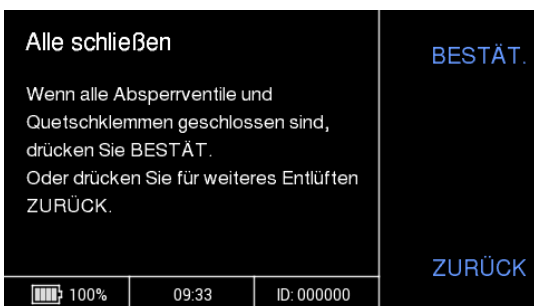 Alle schließen
BESTÄT.
Wenn alle Absperrventile und
Quetschklemmen geschlossen sind,
drücken Sie BESTÄT.
Oder drücken Sie für weiteres Entlüften
ZURÜCK.
ZURÜCK
100%
09:33
ID: 000000